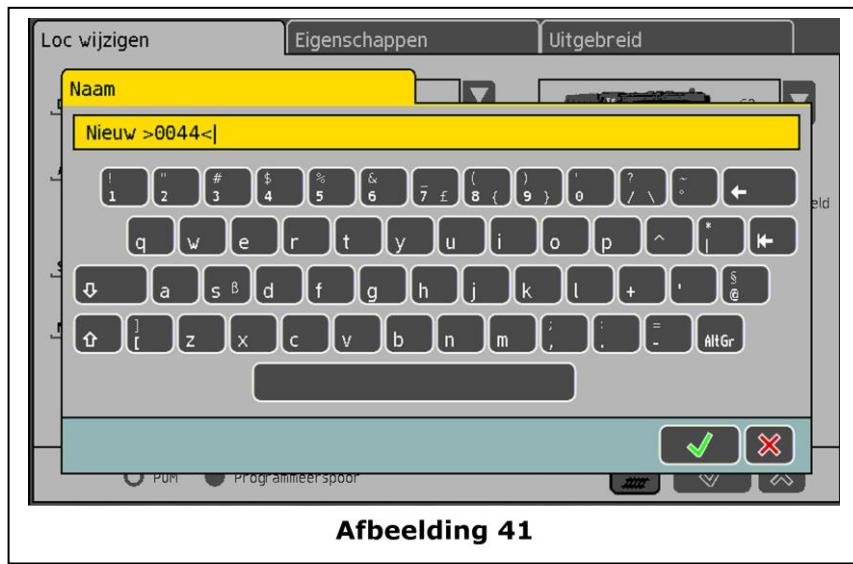 Loc wijzigen Eigenschappen Uitgebreid
Naam
Nieuw >0044<
! 1 " 2 # 3 $ 4 % 5 & 6 _ 7 £ ( 8 { ) 9 } ' 0 ? / \ ~ °
q w e r t y u i o p ^ * |
a s ß d f g h j k l + ' § @
] [ z x c v b n m ; , : . = - AltGr
POM Programmeerspoor
Afbeelding 41